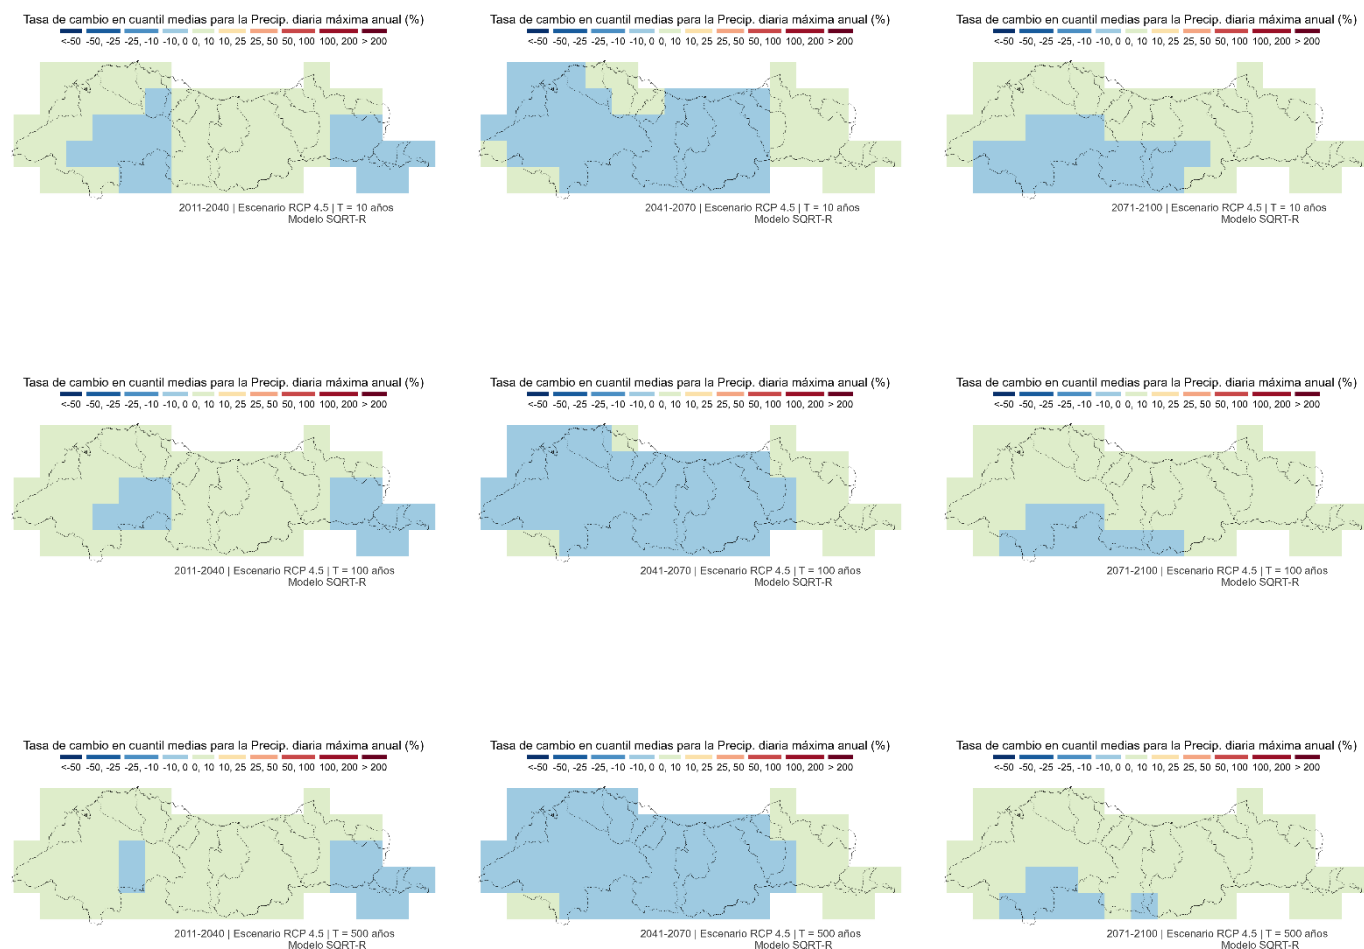 Tasa de cambio en cuantil medias para la Precip. diaria máxima anual (%)
<-50 -50, -25 -25, -10 -10, 0 0, 10 10, 25 25, 50 50, 100 100, 200 > 200
2011-2040 | Escenario RCP 4.5 | T = 10 años
Modelo SQRT-R
Tasa de cambio en cuantil medias para la Precip. diaria máxima anual (%)
<-50 -50, -25 -25, -10 -10, 0 0, 10 10, 25 25, 50 50, 100 100, 200 > 200
2041-2070 | Escenario RCP 4.5 | T = 10 años
Modelo SQRT-R
Tasa de cambio en cuantil medias para la Precip. diaria máxima anual (%)
<-50 -50, -25 -25, -10 -10, 0 0, 10 10, 25 25, 50 50, 100 100, 200 > 200
2071-2100 | Escenario RCP 4.5 | T = 10 años
Modelo SQRT-R
Tasa de cambio en cuantil medias para la Precip. diaria máxima anual (%)
<-50 -50, -25 -25, -10 -10, 0 0, 10 10, 25 25, 50 50, 100 100, 200 > 200
2011-2040 | Escenario RCP 4.5 | T = 100 años
Modelo SQRT-R
Tasa de cambio en cuantil medias para la Precip. diaria máxima anual (%)
<-50 -50, -25 -25, -10 -10, 0 0, 10 10, 25 25, 50 50, 100 100, 200 > 200
2041-2070 | Escenario RCP 4.5 | T = 100 años
Modelo SQRT-R
Tasa de cambio en cuantil medias para la Precip. diaria máxima anual (%)
<-50 -50, -25 -25, -10 -10, 0 0, 10 10, 25 25, 50 50, 100 100, 200 > 200
2071-2100 | Escenario RCP 4.5 | T = 100 años
Modelo SQRT-R
Tasa de cambio en cuantil medias para la Precip. diaria máxima anual (%)
<-50 -50, -25 -25, -10 -10, 0 0, 10 10, 25 25, 50 50, 100 100, 200 > 200
2011-2040 | Escenario RCP 4.5 | T = 500 años
Modelo SQRT-R
Tasa de cambio en cuantil medias para la Precip. diaria máxima anual (%)
<-50 -50, -25 -25, -10 -10, 0 0, 10 10, 25 25, 50 50, 100 100, 200 > 200
2041-2070 | Escenario RCP 4.5 | T = 500 años
Modelo SQRT-R
Tasa de cambio en cuantil medias para la Precip. diaria máxima anual (%)
<-50 -50, -25 -25, -10 -10, 0 0, 10 10, 25 25, 50 50, 100 100, 200 > 200
2071-2100 | Escenario RCP 4.5 | T = 500 años
Modelo SQRT-R